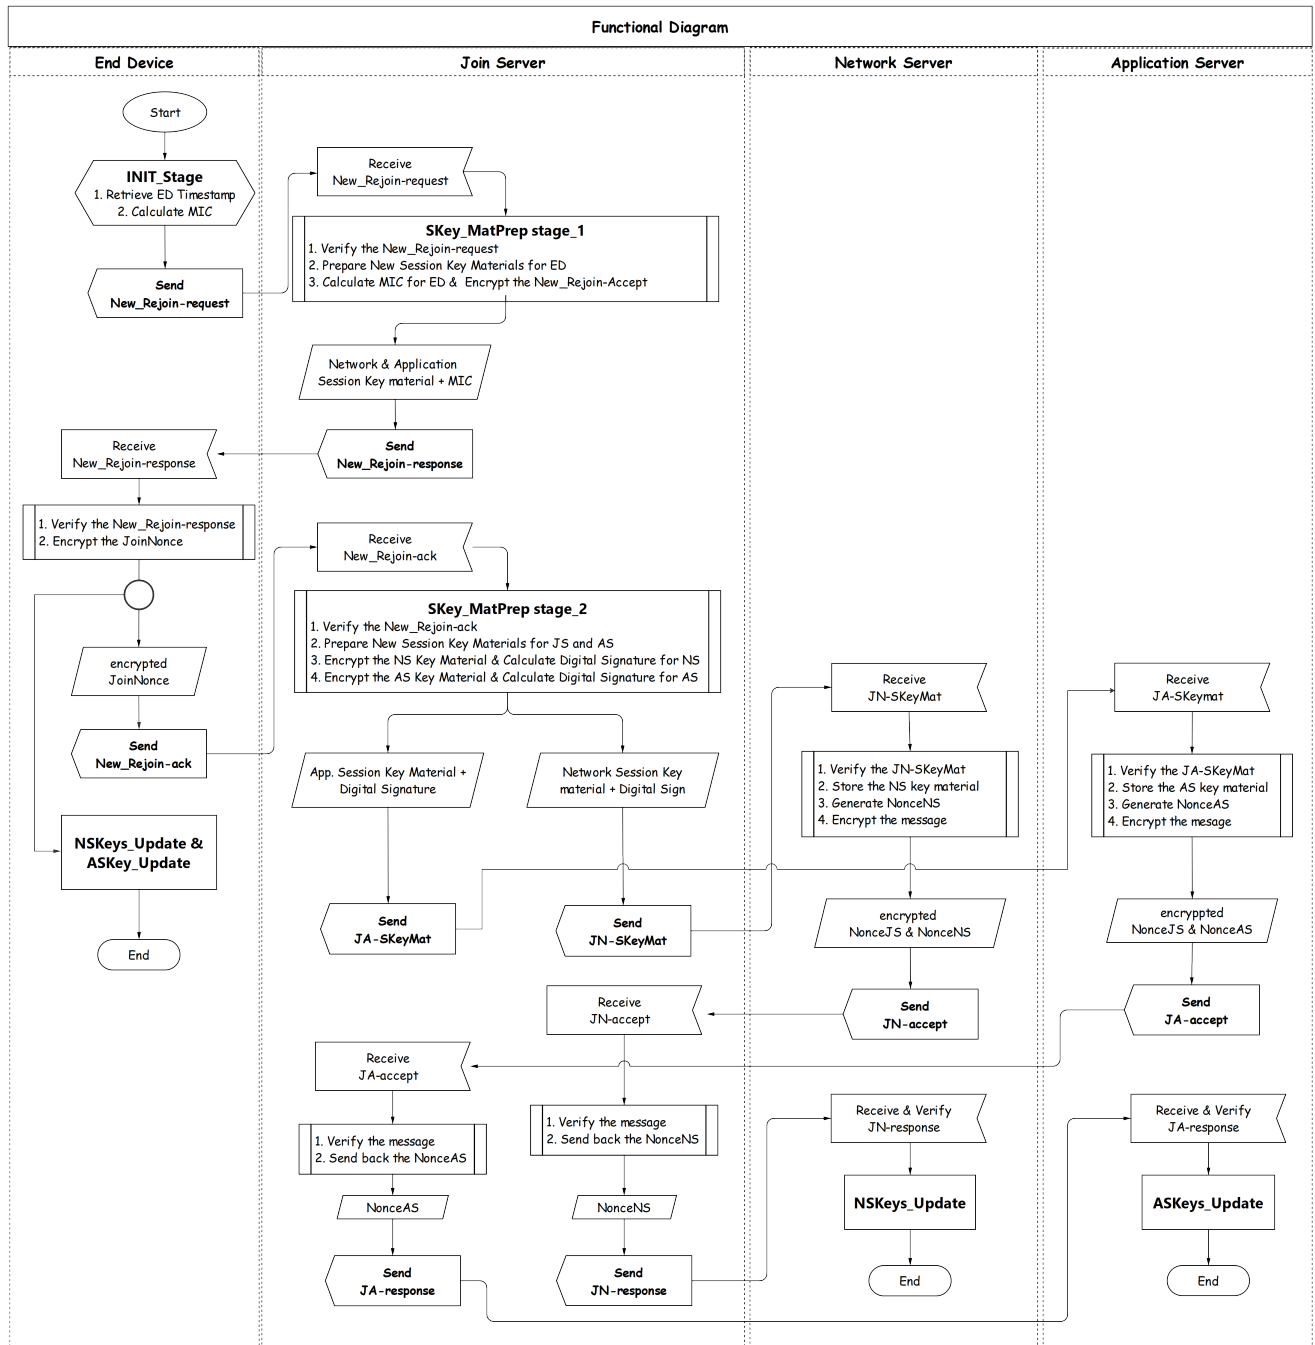 Functional Diagram
End Device
Join Server
Network Server
Application Server
Start
INIT_Stage
1. Retrieve ED Timestamp
2. Calculate MIC
Send
New_Rejoin-request
Receive
New_Rejoin-request
SKey_MatPrep stage_1
1. Verify the New_Rejoin-request
2. Prepare New Session Key Materials for ED
3. Calculate MIC for ED & Encrypt the New_Rejoin-Accept
Network & Application
Session Key material + MIC
Send
New_Rejoin-response
Receive
New_Rejoin-response
1. Verify the New_Rejoin-response
2. Encrypt the JoinNonce
encrypted
JoinNonce
Send
New_Rejoin-ack
NSKeys_Update &
ASKey_Update
End
Receive
New_Rejoin-ack
SKey_MatPrep stage_2
1. Verify the New_Rejoin-ack
2. Prepare New Session Key Materials for JS and AS
3. Encrypt the NS Key Material & Calculate Digital Signature for NS
4. Encrypt the AS Key Material & Calculate Digital Signature for AS
App. Session Key Material +
Digital Signature
Network Session Key
material + Digital Sign
Send
JA-SKeyMat
Send
JN-SKeyMat
Receive
JN-SKeyMat
1. Verify the JN-SKeyMat
2. Store the NS key material
3. Generate NonceNS
4. Encrypt the message
encrypted
NonceJS & NonceNS
Send
JN-accept
Receive
JA-SKeymat
1. Verify the JA-SKeyMat
2. Store the AS key material
3. Generate NonceAS
4. Encrypt the mesage
encryppted
NonceJS & NonceAS
Send
JA-accept
Receive
JN-accept
Receive
JA-accept
1. Verify the message
2. Send back the NonceAS
NonceAS
Send
JA-response
1. Verify the message
2. Send back the NonceNS
NonceNS
Send
JN-response
Receive & Verify
JN-response
NSKeys_Update
End
Receive & Verify
JA-response
ASKeys_Update
End